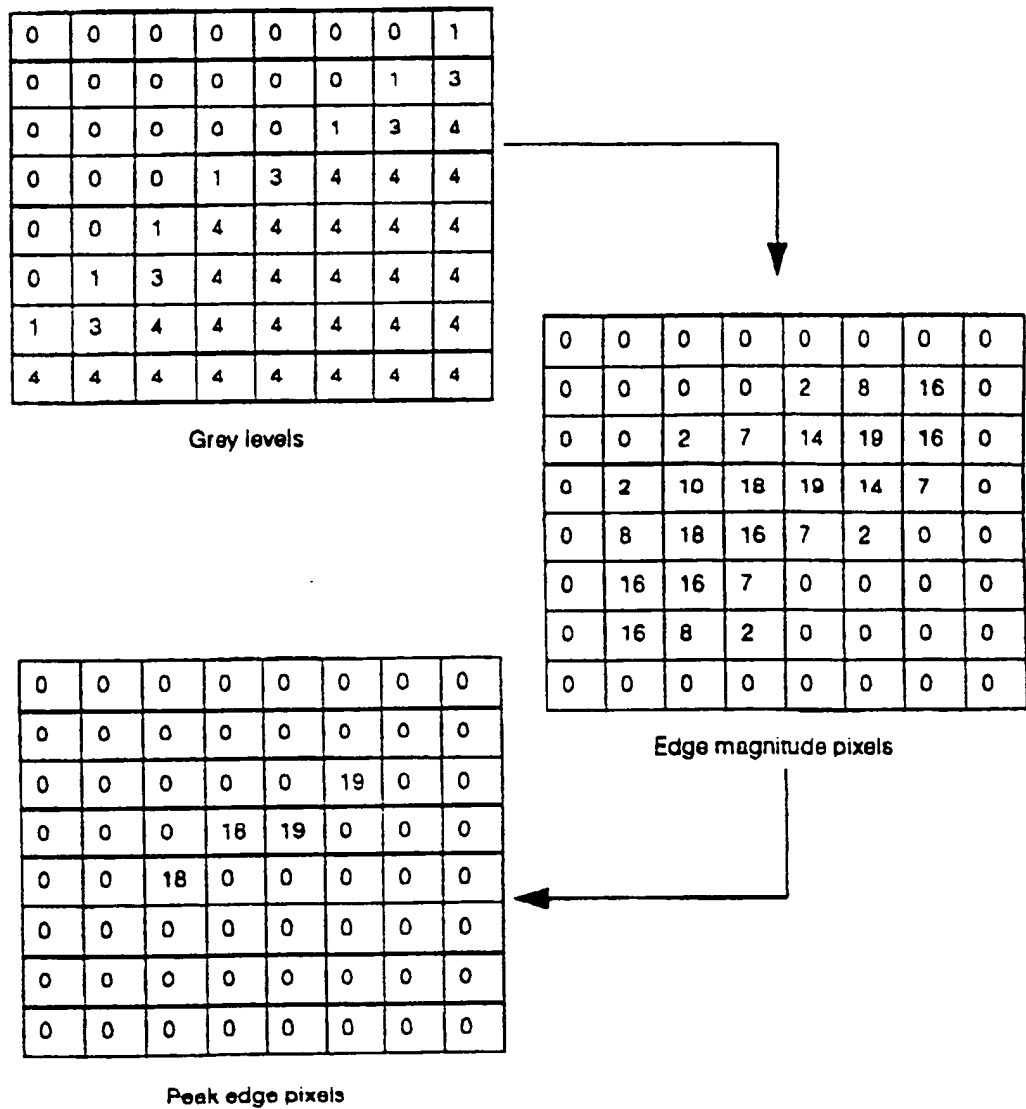 0 0 0 0 0 0 0 1
0 0 0 0 0 0 1 3
0 0 0 0 0 1 3 4
0 0 0 1 3 4 4 4
0 0 1 4 4 4 4 4
0 1 3 4 4 4 4 4
1 3 4 4 4 4 4 4
4 4 4 4 4 4 4 4
Grey levels
0 0 0 0 0 0 0 0
0 0 0 0 2 8 16 0
0 0 2 7 14 19 16 0
0 2 10 18 19 14 7 0
0 8 18 16 7 2 0 0
0 16 16 7 0 0 0 0
0 16 8 2 0 0 0 0
0 0 0 0 0 0 0 0
Edge magnitude pixels
0 0 0 0 0 0 0 0
0 0 0 0 0 0 0 0
0 0 0 0 0 19 0 0
0 0 0 18 19 0 0 0
0 0 18 0 0 0 0 0
0 0 0 0 0 0 0 0
0 0 0 0 0 0 0 0
0 0 0 0 0 0 0 0
Peak edge pixels